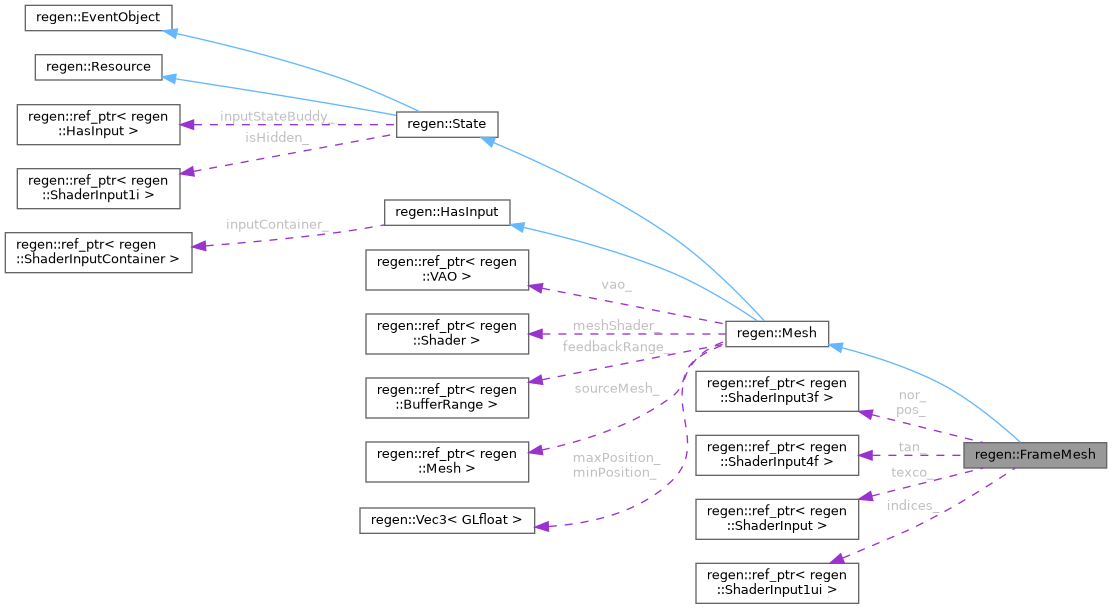 regen::EventObject
regen::Resource
regen::ref_ptr< regen
::HasInput >
inputStateBuddy_
regen::State
isHidden_
regen::ref_ptr< regen
::ShaderInput1i >
regen::HasInput
inputContainer_
regen::ref_ptr< regen
::ShaderInputContainer >
regen::ref_ptr< regen
::VAO >
vao_
regen::ref_ptr< regen
::Shader >
meshShader_
regen::Mesh
feedbackRange_
regen::ref_ptr< regen
::BufferRange >
sourceMesh_
regen::ref_ptr< regen
::ShaderInput3f >
nor_
pos_
regen::ref_ptr< regen
::Mesh >
maxPosition_
minPosition_
regen::ref_ptr< regen
::ShaderInput4f >
tan_
regen::FrameMesh
texco_
regen::Vec3< GLfloat >
regen::ref_ptr< regen
::ShaderInput >
indices_
regen::ref_ptr< regen
::ShaderInput1ui >